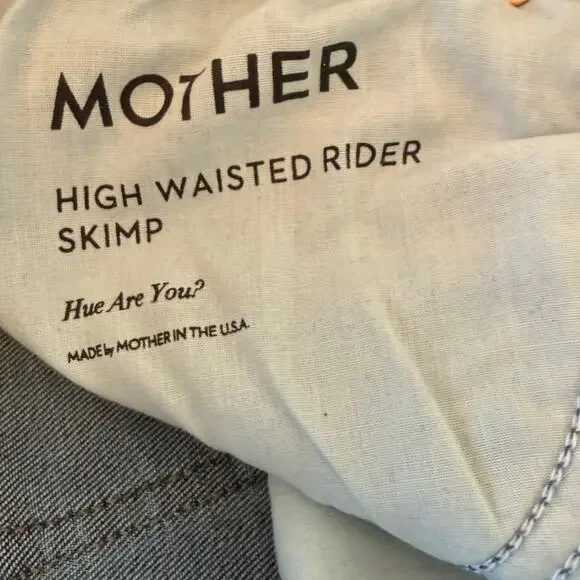 MOTHER
HIGH WAISTED RIDER
SKIMP
Hue Are You?
MADE by MOTHER IN THE U.S.A.